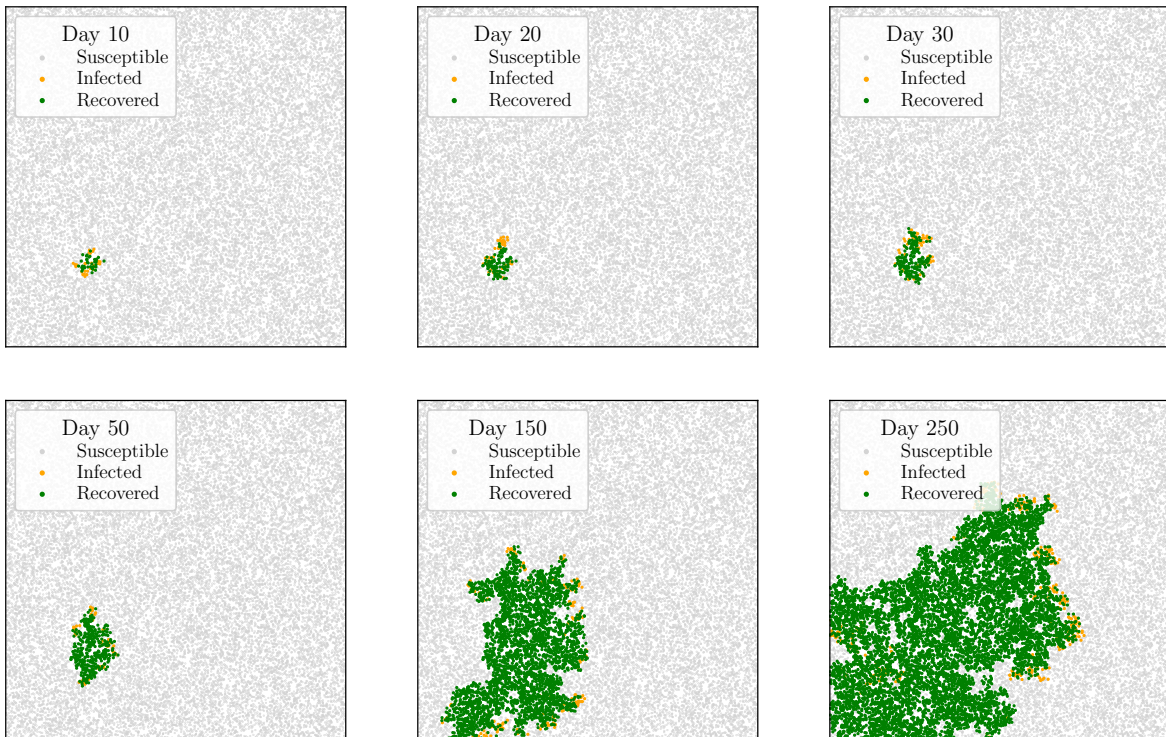 Day 10
Susceptible
Infected
Recovered
Day 20
Susceptible
Infected
Recovered
Day 30
Susceptible
Infected
Recovered
Day 50
Susceptible
Infected
Recovered
Day 150
Susceptible
Infected
Recovered
Day 250
Susceptible
Infected
Recovered